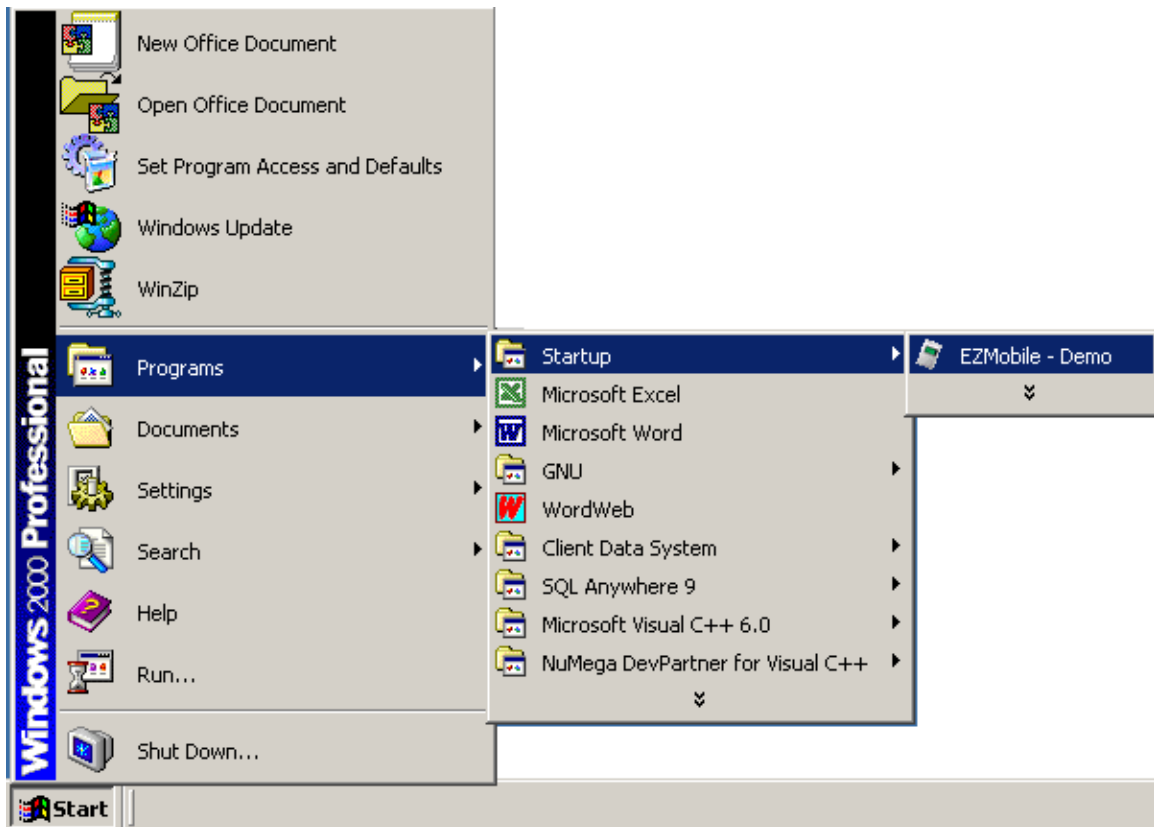 New Office Document
Open Office Document
Set Program Access and Defaults
Windows Update
WinZip
Programs
Documents
Settings
Search
Help
Run...
Shut Down...
Windows 2000 Professional
Startup
Microsoft Excel
Microsoft Word
GNU
WordWeb
Client Data System
SQL Anywhere 9
Microsoft Visual C++ 6.0
NuMega DevPartner for Visual C++
EZMobile - Demo
Start